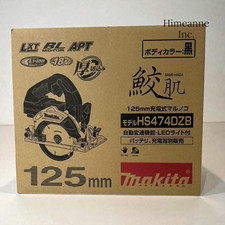 Himeanne
Inc.
LXT BL APT
ボディカラー 黒
Li-ion 18V
鮫肌
125mm充電式マルノコ
モデル HS474DZB
自動変速機能・LEDライト付
バッテリ、充電器別販売
125mm
makita